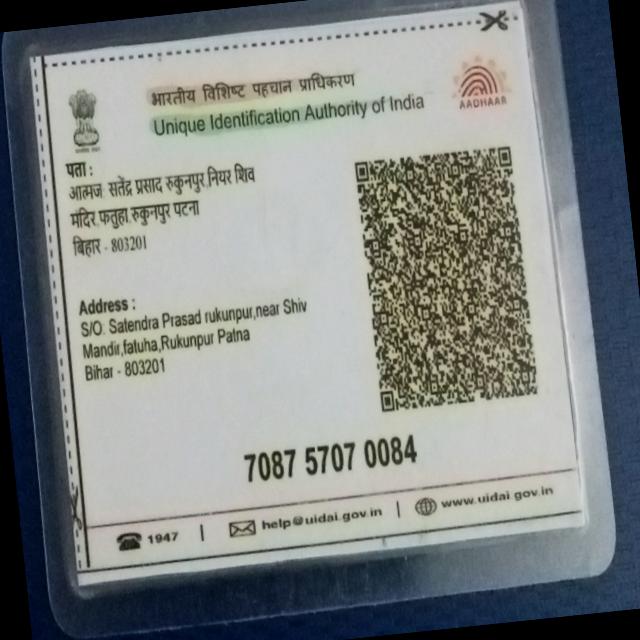 भारतीय विशिष्ट पहचान प्राधिकरण
Unique Identification Authority of India
AADHAAR
पता :
आत्मज सतेंद्र प्रसाद रुकुनपुर,नियर शिव
मंदिर,फतुहा रुकुनपुर पटना
बिहार - 803201
Address :
S/O. Satendra Prasad rukunpur,near Shiv
Mandir,fatuha,Rukunpur Patna
Bihar - 803201
7087 5707 0084
1947 | help@uidai.gov.in | www.uidai.gov.in